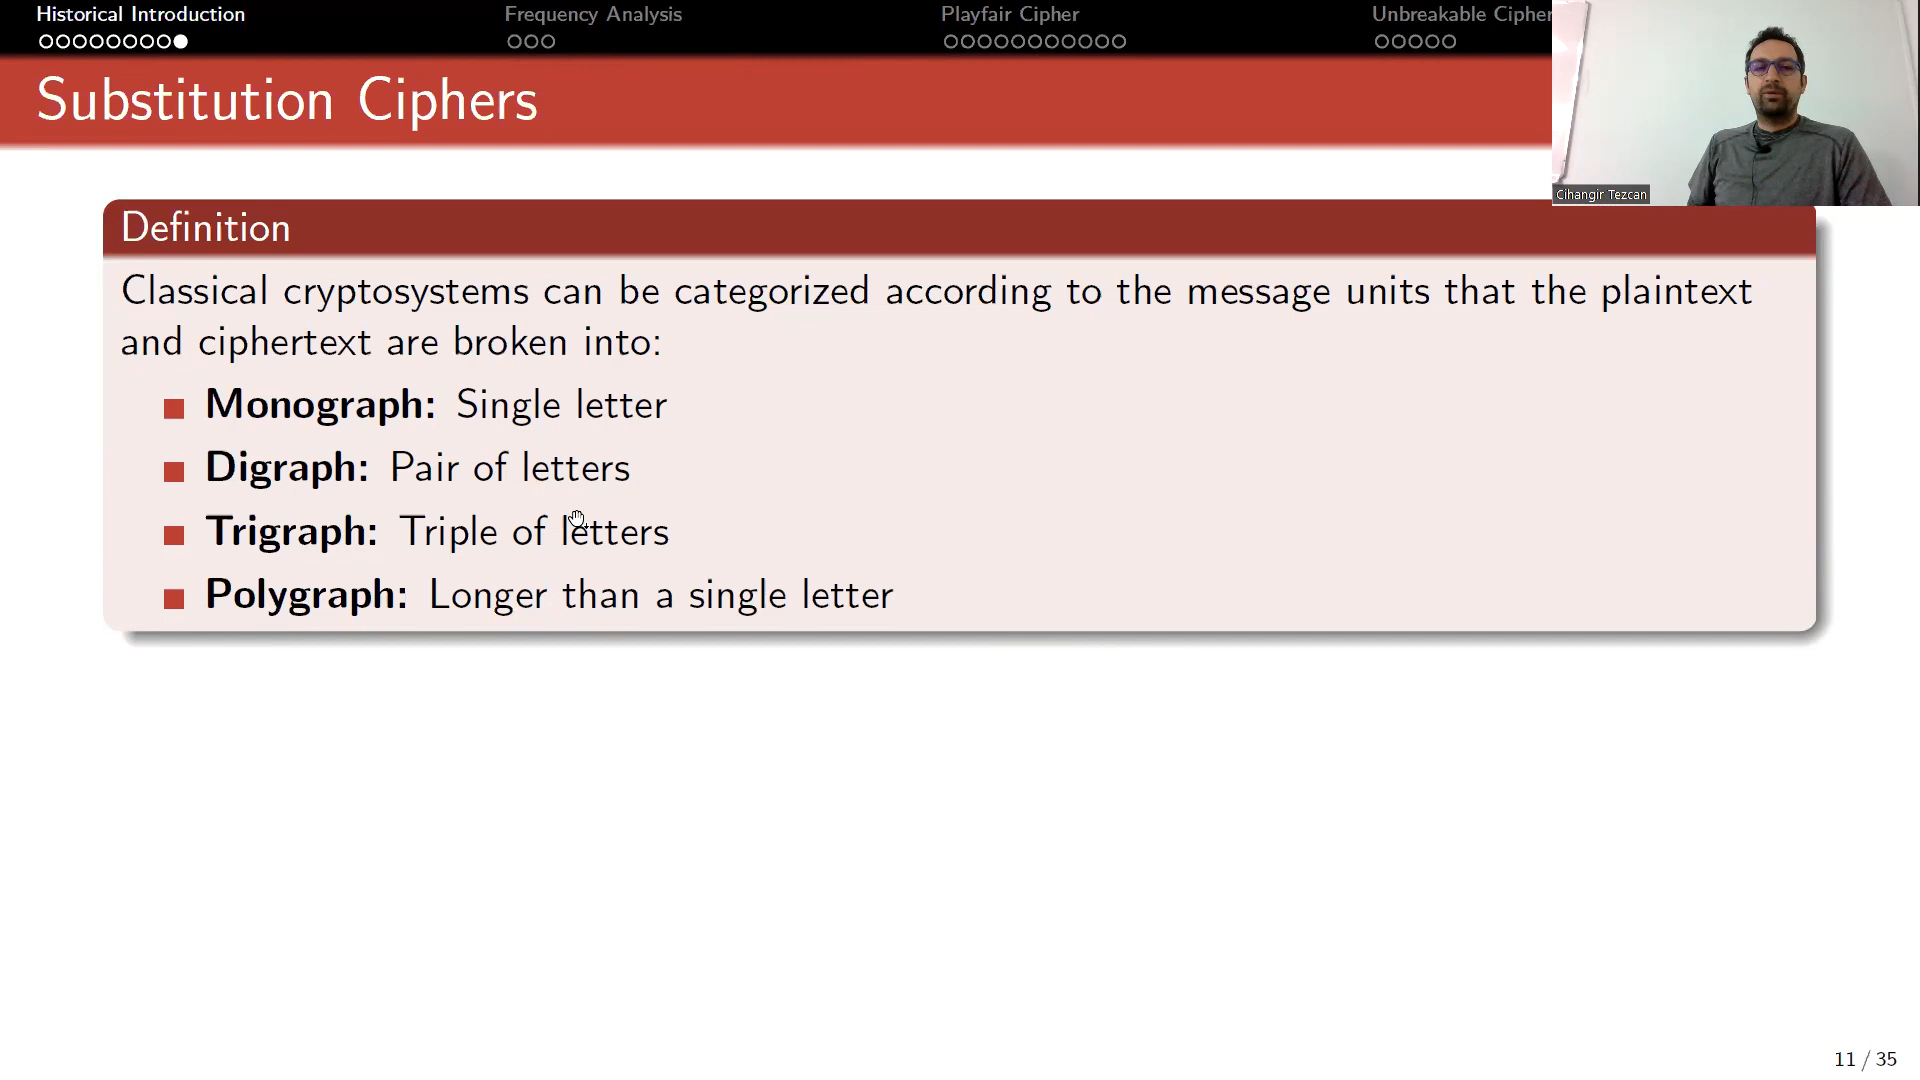 Historical Introduction
Frequency Analysis
Playfair Cipher
Unbreakable Cipher
Substitution Ciphers
Cihangir Tezcan
Definition
Classical cryptosystems can be categorized according to the message units that the plaintext
and ciphertext are broken into:
Monograph: Single letter
Digraph: Pair of letters
Trigraph: Triple of letters
Polygraph: Longer than a single letter
11 / 35